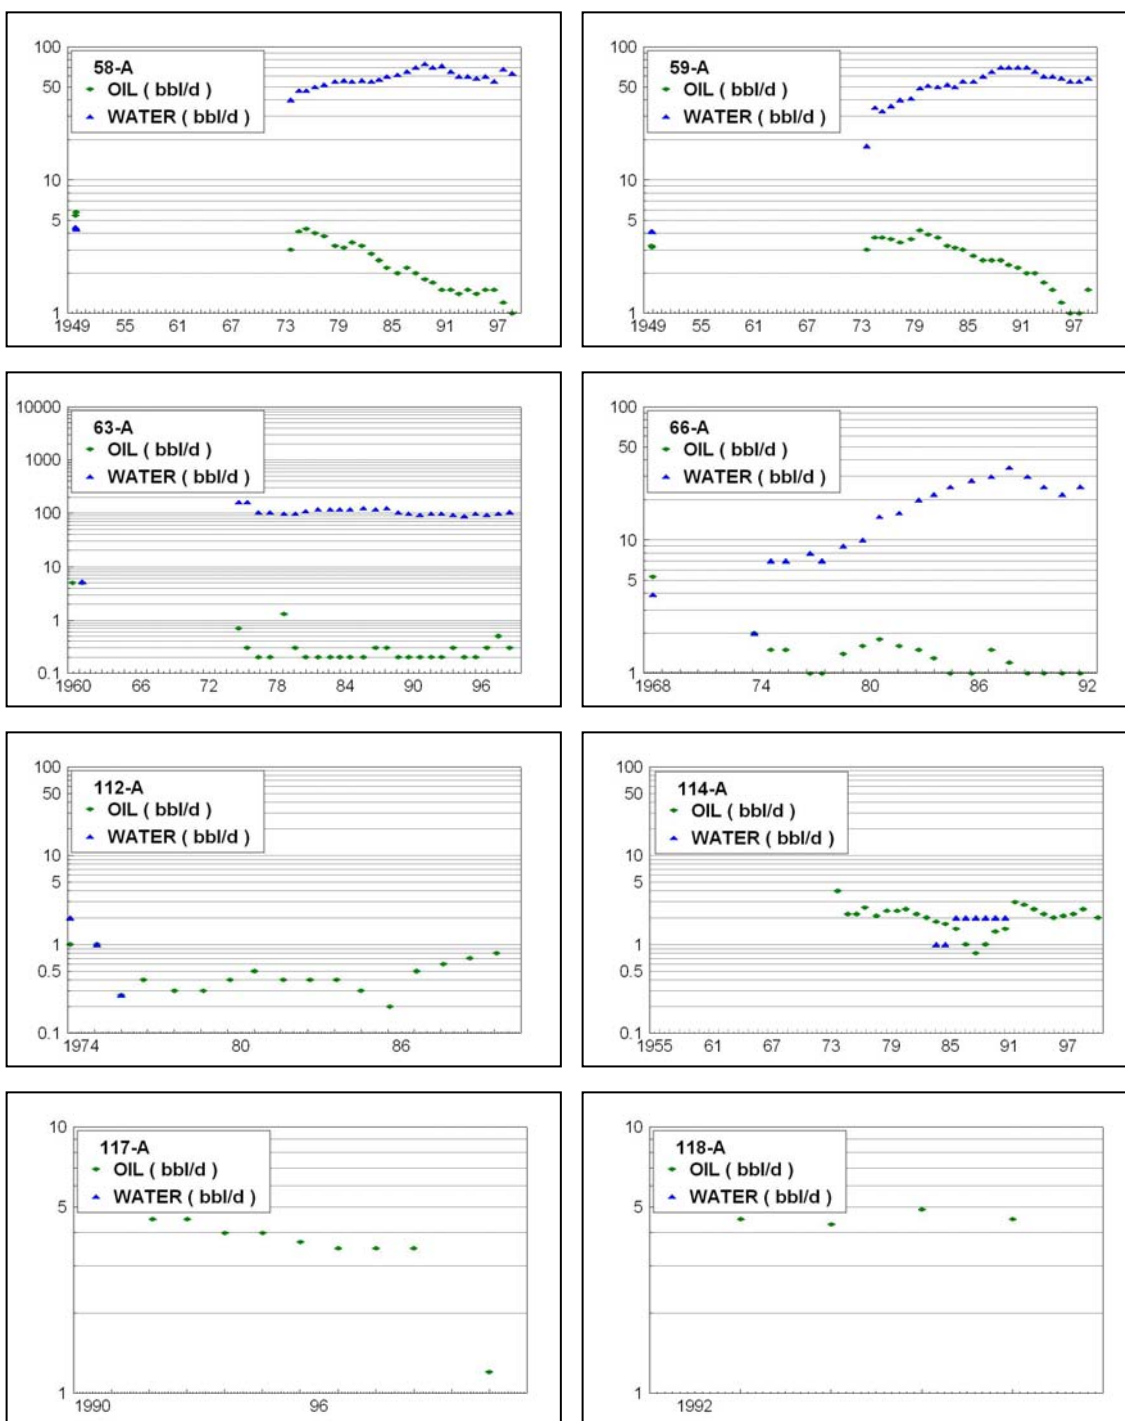 58-A
OIL ( bbl/d )
WATER ( bbl/d )
100
50
10
5
1
1949 55 61 67 73 79 85 91 97
59-A
OIL ( bbl/d )
WATER ( bbl/d )
100
50
10
5
1
1949 55 61 67 73 79 85 91 97
63-A
OIL ( bbl/d )
WATER ( bbl/d )
10000
1000
100
10
1
0.1
1960 66 72 78 84 90 96
66-A
OIL ( bbl/d )
WATER ( bbl/d )
100
50
10
5
1
1968 74 80 86 92
112-A
OIL ( bbl/d )
WATER ( bbl/d )
100
50
10
5
1
0.5
0.1
1974 80 86
114-A
OIL ( bbl/d )
WATER ( bbl/d )
100
50
10
5
1
0.5
0.1
1955 61 67 73 79 85 91 97
117-A
OIL ( bbl/d )
WATER ( bbl/d )
10
5
1
1990 96
118-A
OIL ( bbl/d )
WATER ( bbl/d )
10
5
1
1992